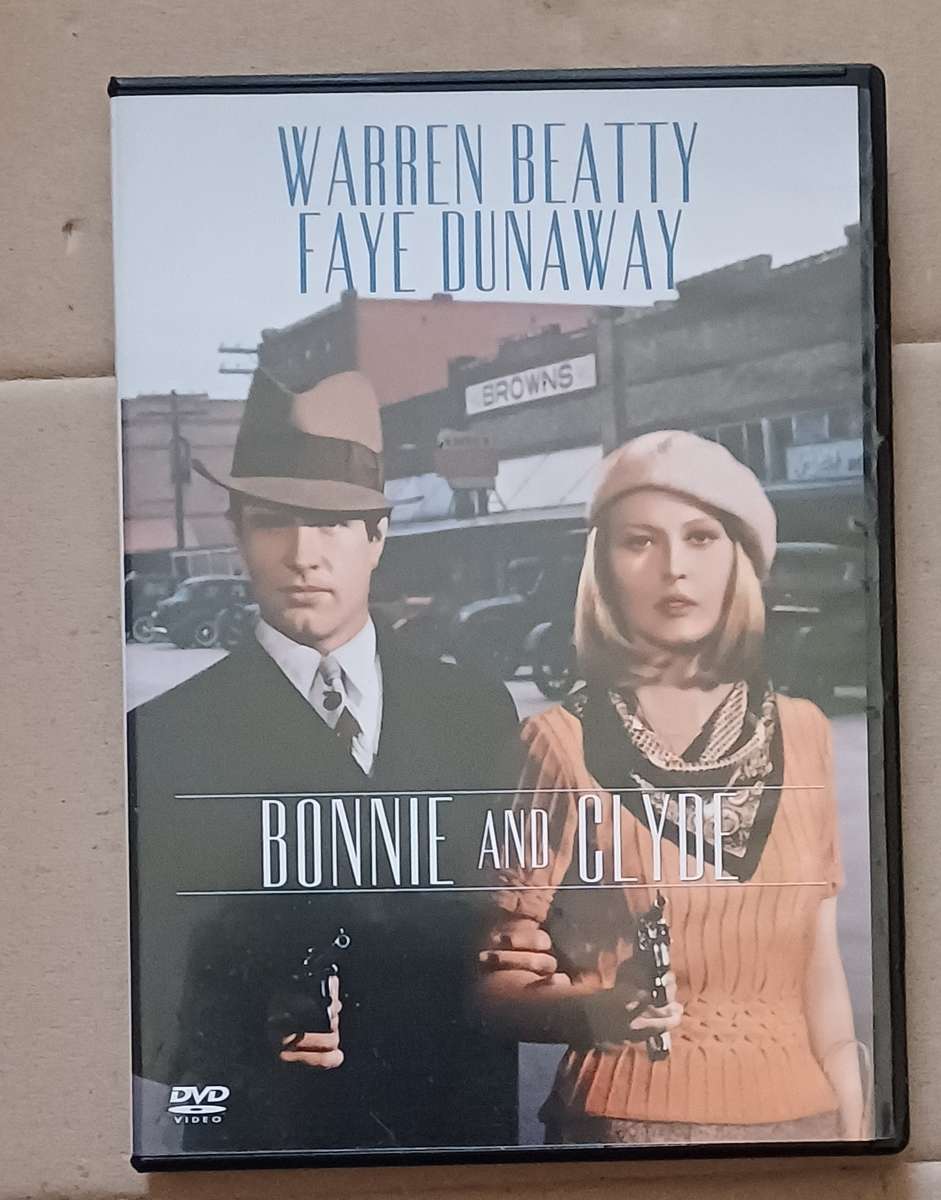 WARREN BEATTY
FAYE DUNAWAY
BROWNS
BONNIE AND CLYDE
DVD
VIDEO